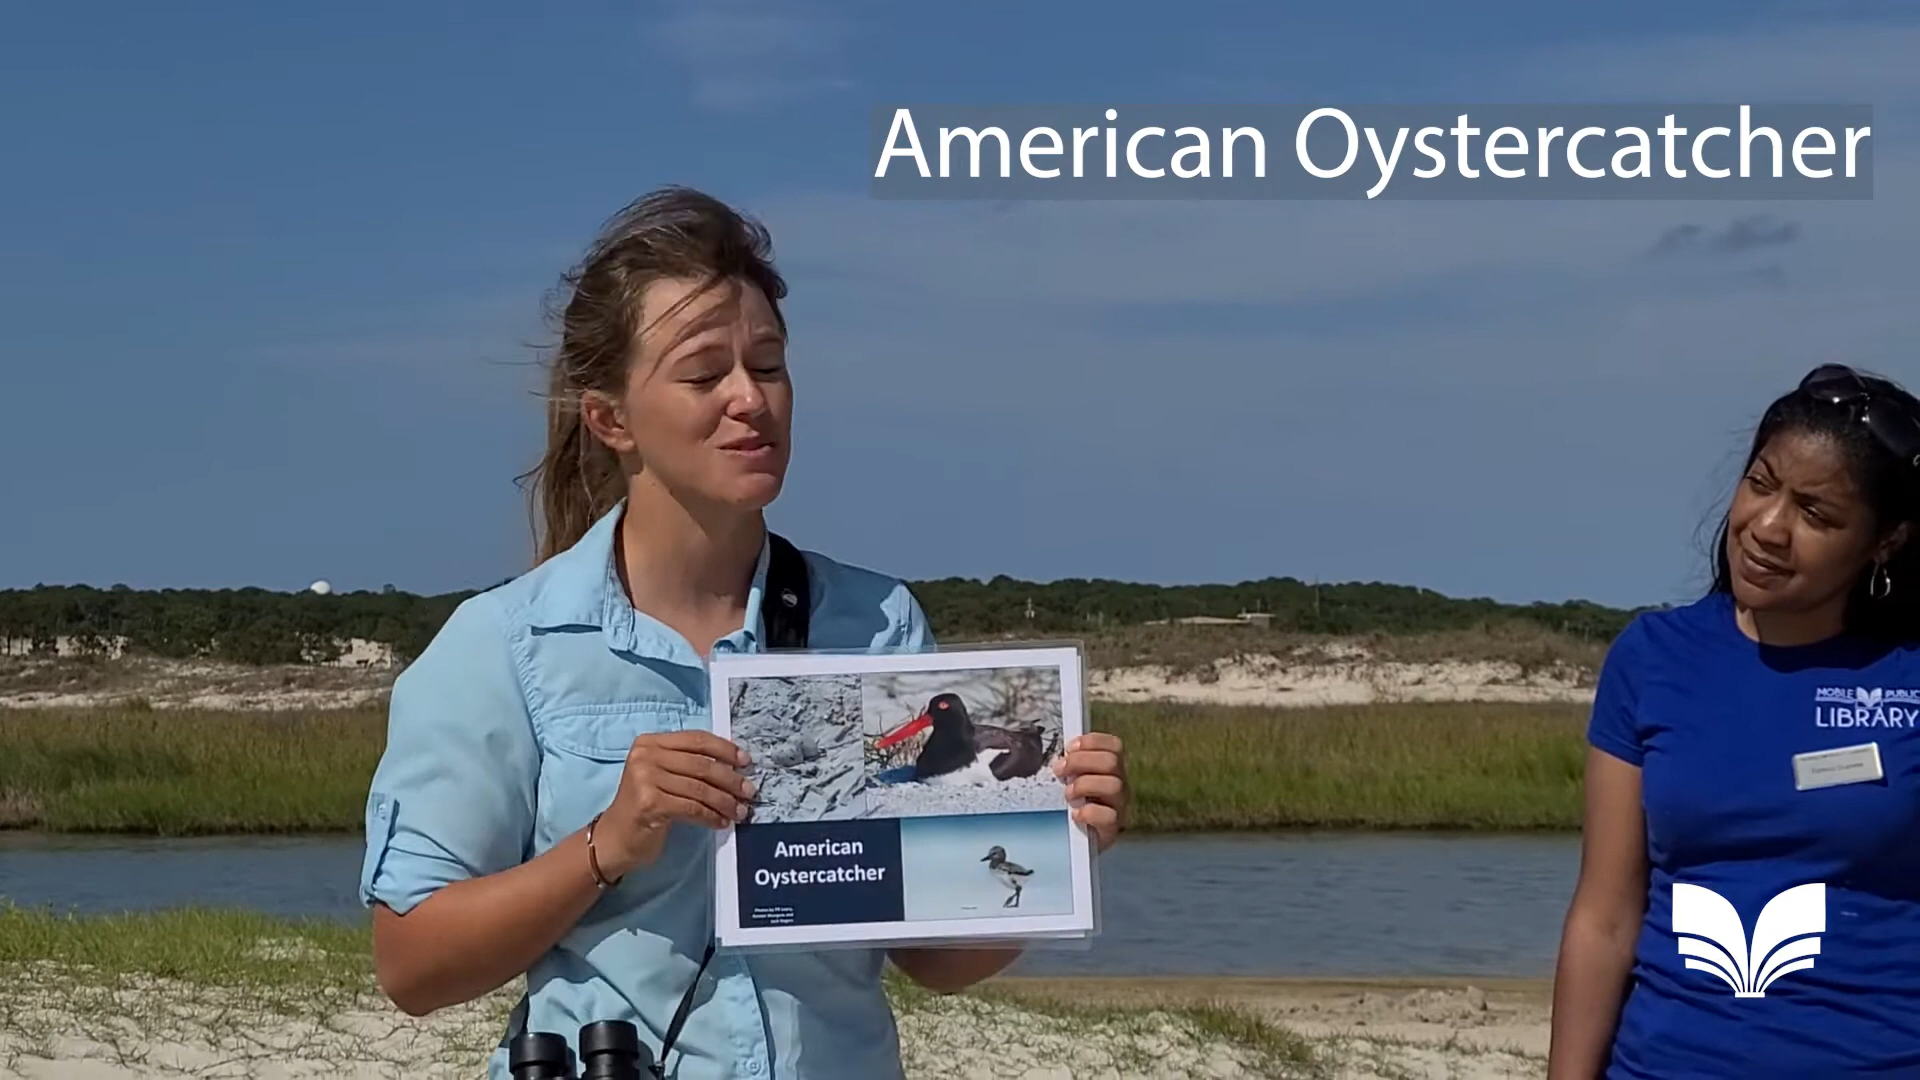 American Oystercatcher
MOBILE PUBLIC
LIBRARY
American
Oystercatcher